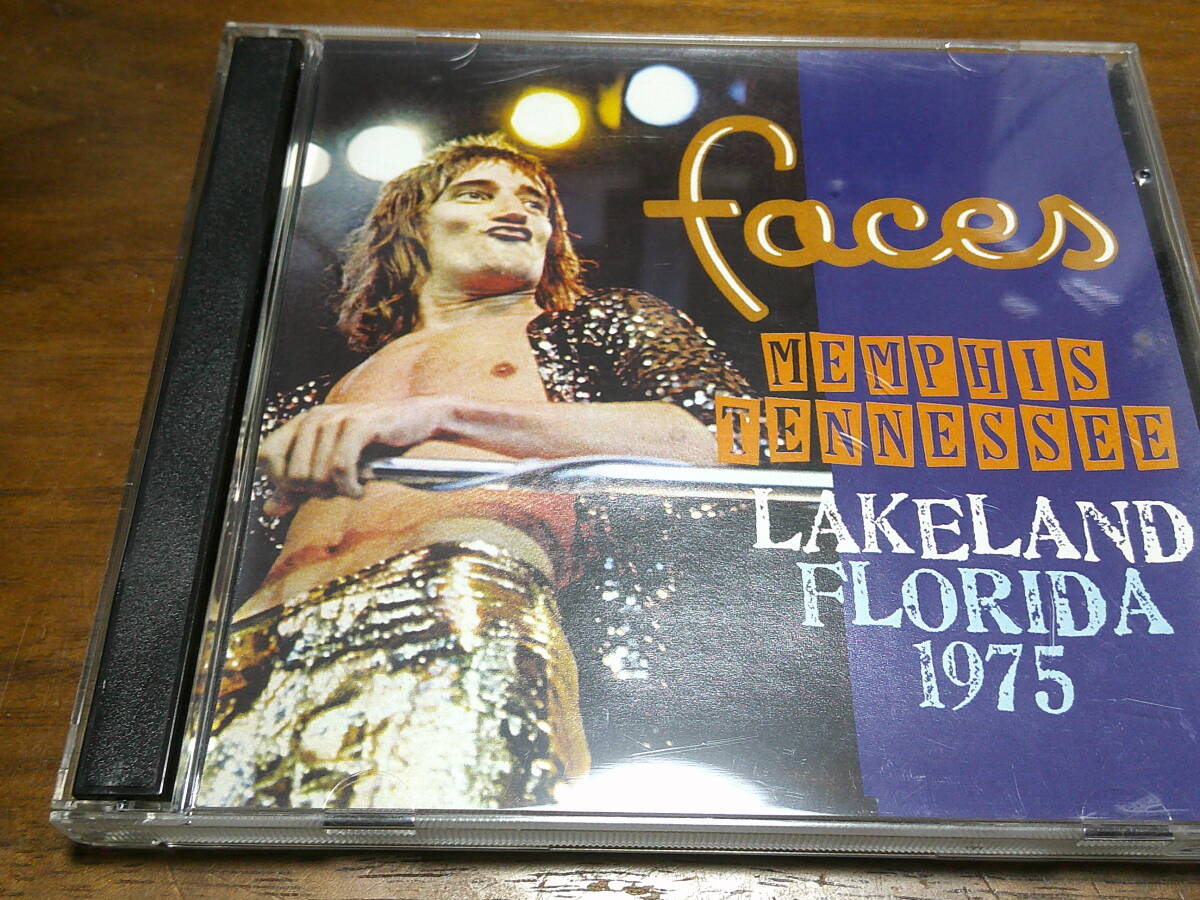 faces
MEMPHIS
TENNESSEE
LAKELAND
FLORIDA
1975